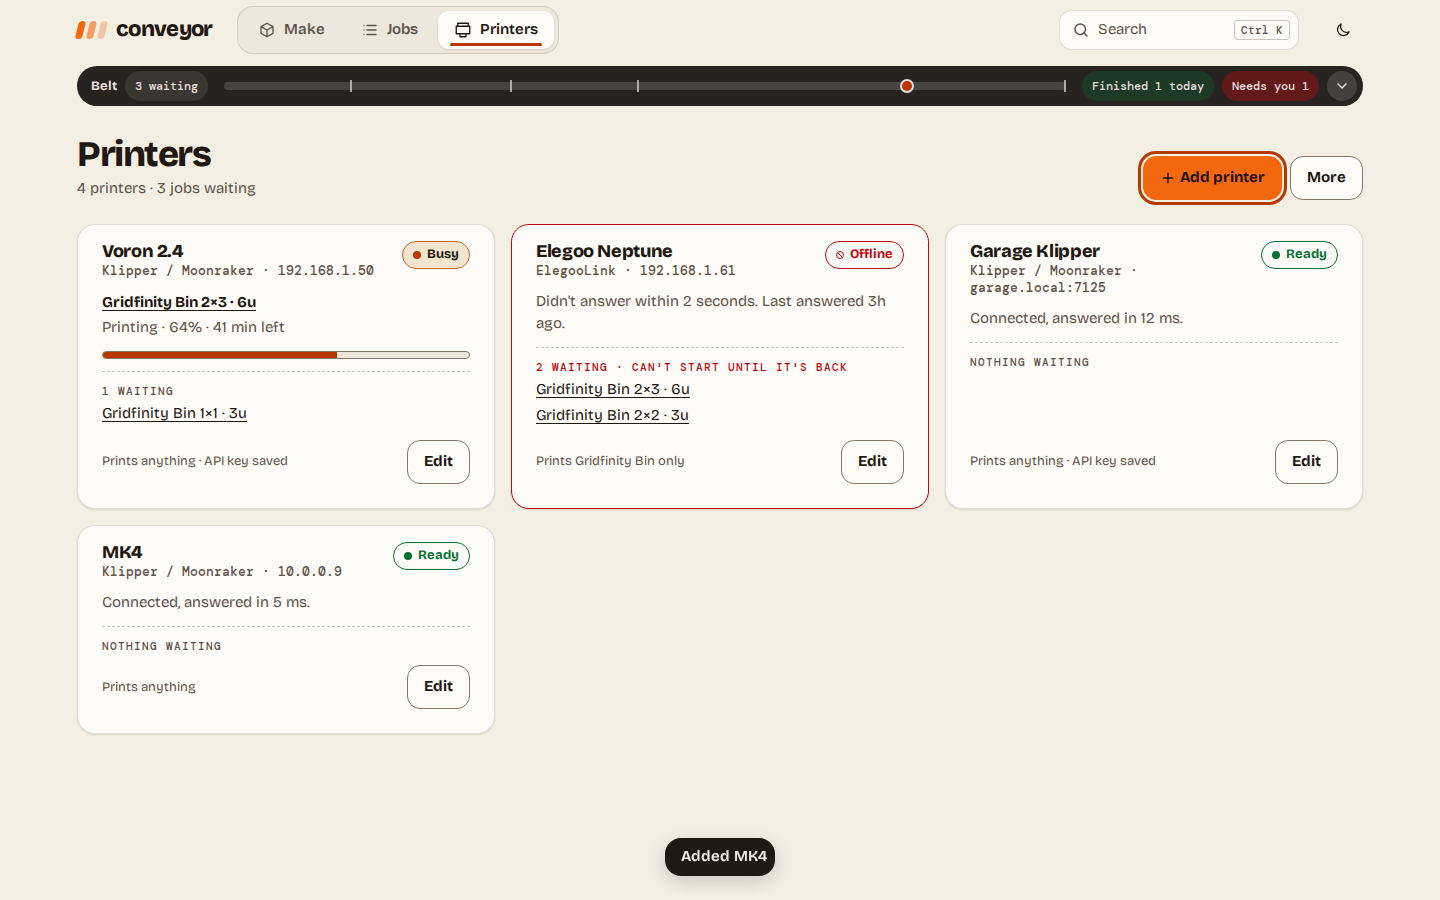 conveyor
Make
Jobs
Printers
Search
Ctrl K
Belt
3 waiting
Finished 1 today
Needs you 1
Printers
4 printers · 3 jobs waiting
+ Add printer
More
Voron 2.4
Busy
Klipper / Moonraker · 192.168.1.50
Gridfinity Bin 2×3 · 6u
Printing · 64% · 41 min left
1 WAITING
Gridfinity Bin 1×1 · 3u
Prints anything · API key saved
Edit
Elegoo Neptune
Offline
ElegooLink · 192.168.1.61
Didn't answer within 2 seconds. Last answered 3h
ago.
2 WAITING · CAN'T START UNTIL IT'S BACK
Gridfinity Bin 2×3 · 6u
Gridfinity Bin 2×2 · 3u
Prints Gridfinity Bin only
Edit
Garage Klipper
Ready
Klipper / Moonraker ·
garage.local:7125
Connected, answered in 12 ms.
NOTHING WAITING
Prints anything · API key saved
Edit
MK4
Ready
Klipper / Moonraker · 10.0.0.9
Connected, answered in 5 ms.
NOTHING WAITING
Prints anything
Edit
Added MK4